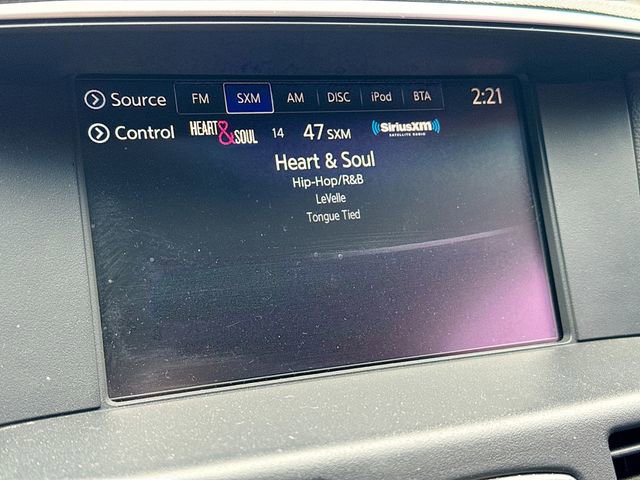 Source FM SXM AM DISC iPod BTA 2:21
Control HEART & SOUL 14 47 SXM ((SiriusXM)) SATELLITE RADIO
Heart & Soul
Hip-Hop/R&B
LeVelle
Tongue Tied